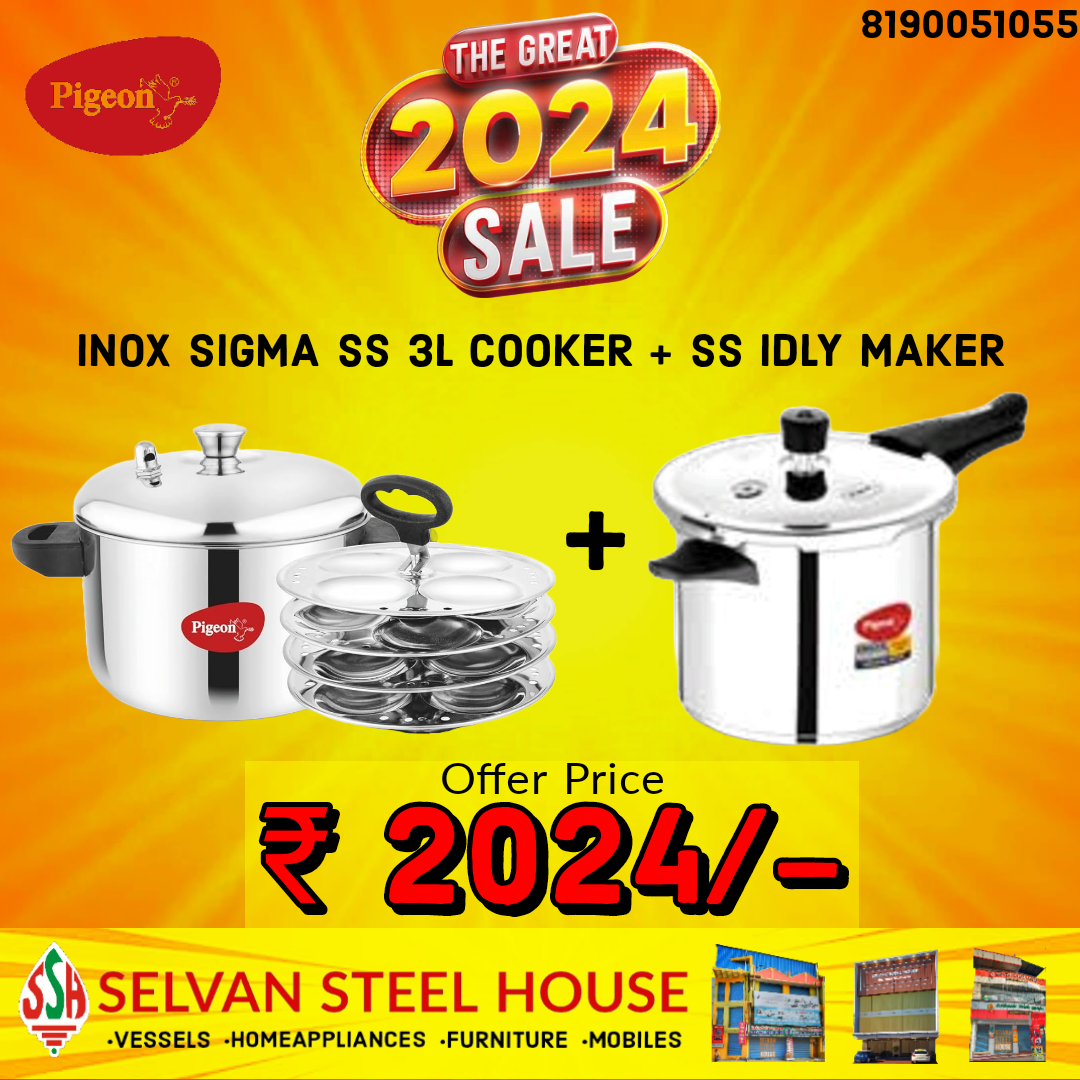 8190051055
Pigeon®
THE GREAT
2024
SALE
INOX SIGMA SS 3L COOKER + SS IDLY MAKER
+
Pigeon
Pigeon
Offer Price
₹ 2024/-
SSH
SELVAN STEEL HOUSE
·VESSELS ·HOMEAPPLIANCES ·FURNITURE ·MOBILES